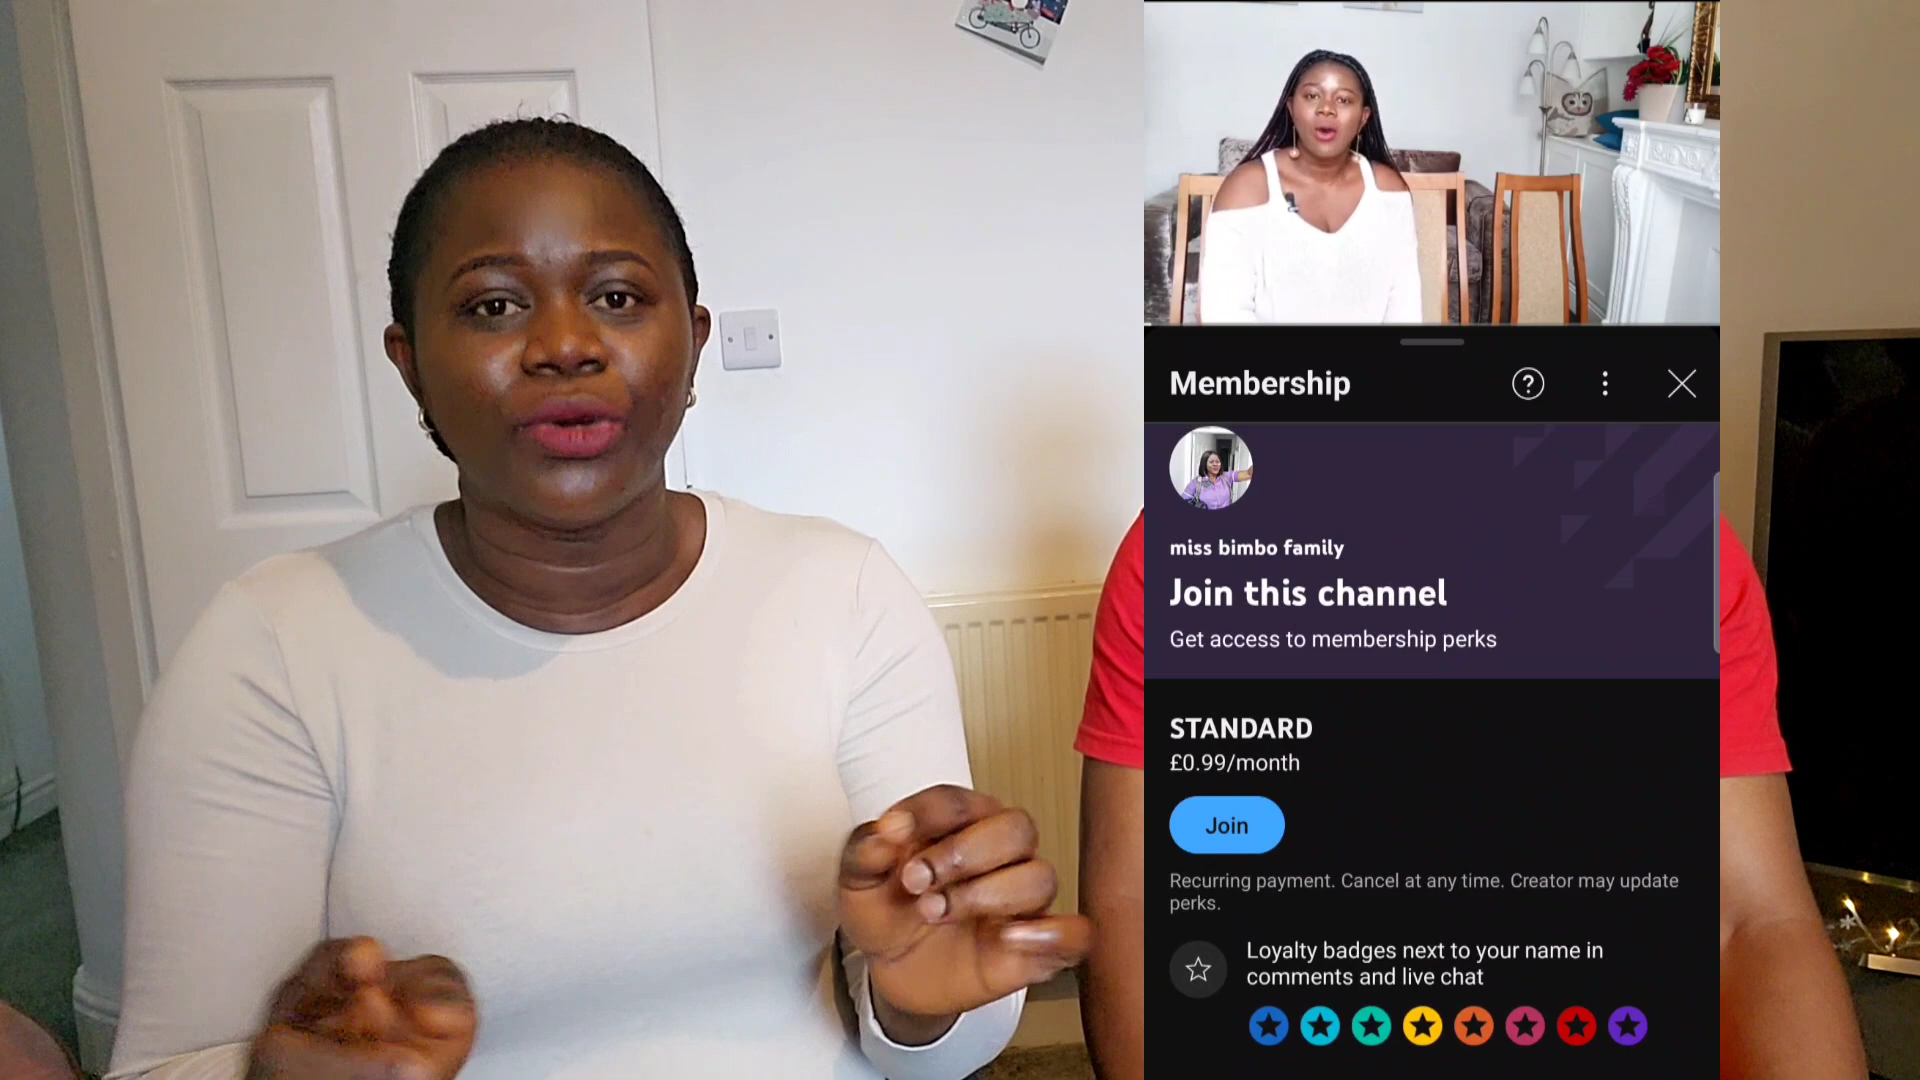 Membership
miss bimbo family
Join this channel
Get access to membership perks
STANDARD
£0.99/month
Join
Recurring payment. Cancel at any time. Creator may update
perks.
Loyalty badges next to your name in
comments and live chat